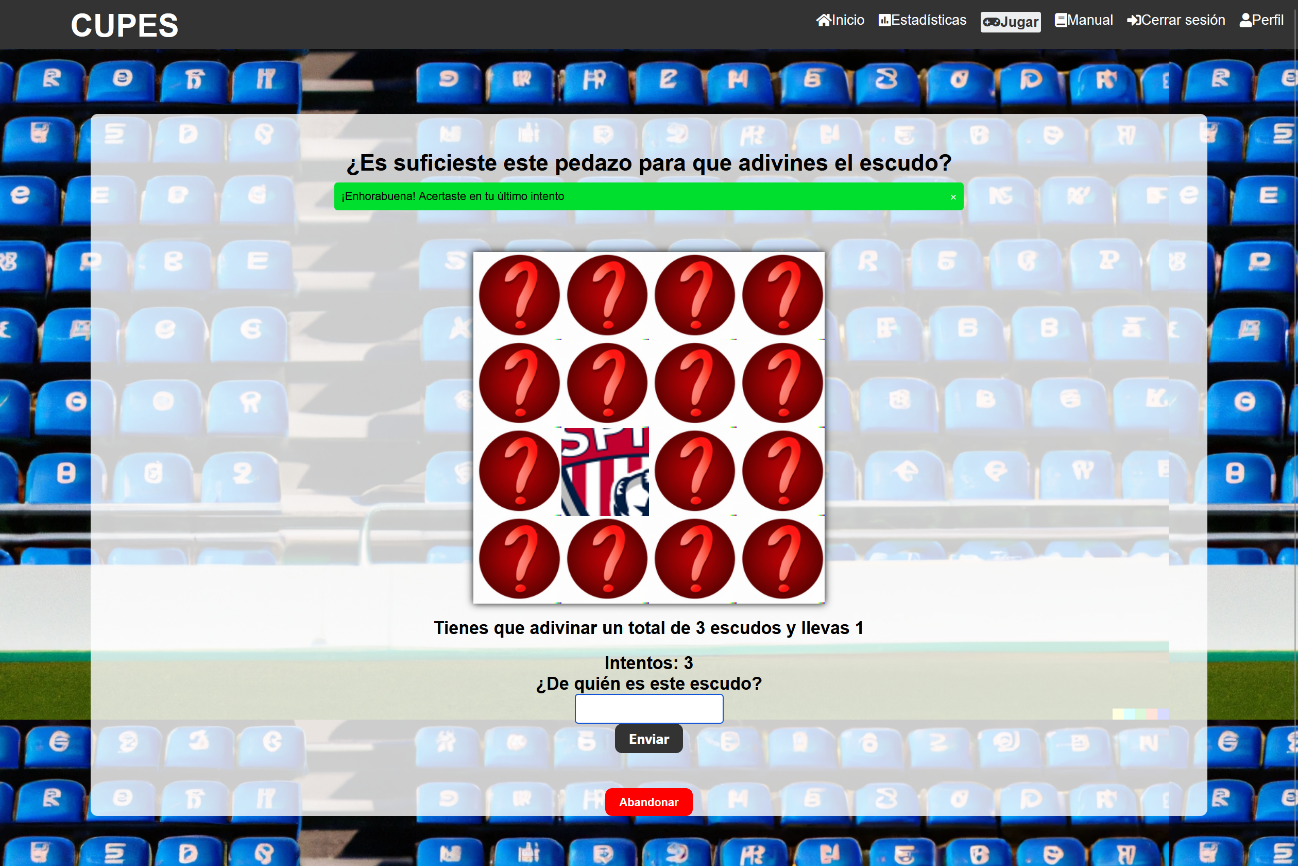 CUPES
Inicio Estadísticas Jugar Manual Cerrar sesión Perfil
¿Es suficieste este pedazo para que adivines el escudo?
¡Enhorabuena! Acertaste en tu último intento ×
Tienes que adivinar un total de 3 escudos y llevas 1
Intentos: 3
¿De quién es este escudo?
Enviar
Abandonar